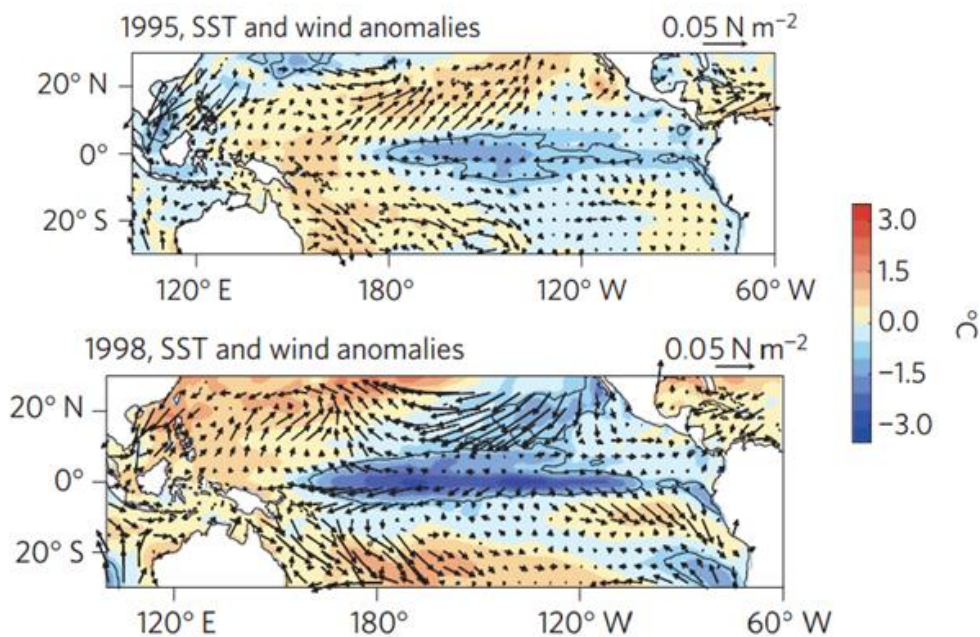 1995, SST and wind anomalies 0.05 N m⁻²
20° N
0°
20° S
120° E 180° 120° W 60° W
1998, SST and wind anomalies 0.05 N m⁻²
20° N
0°
20° S
120° E 180° 120° W 60° W
3.0
1.5
0.0
−1.5
−3.0
°C